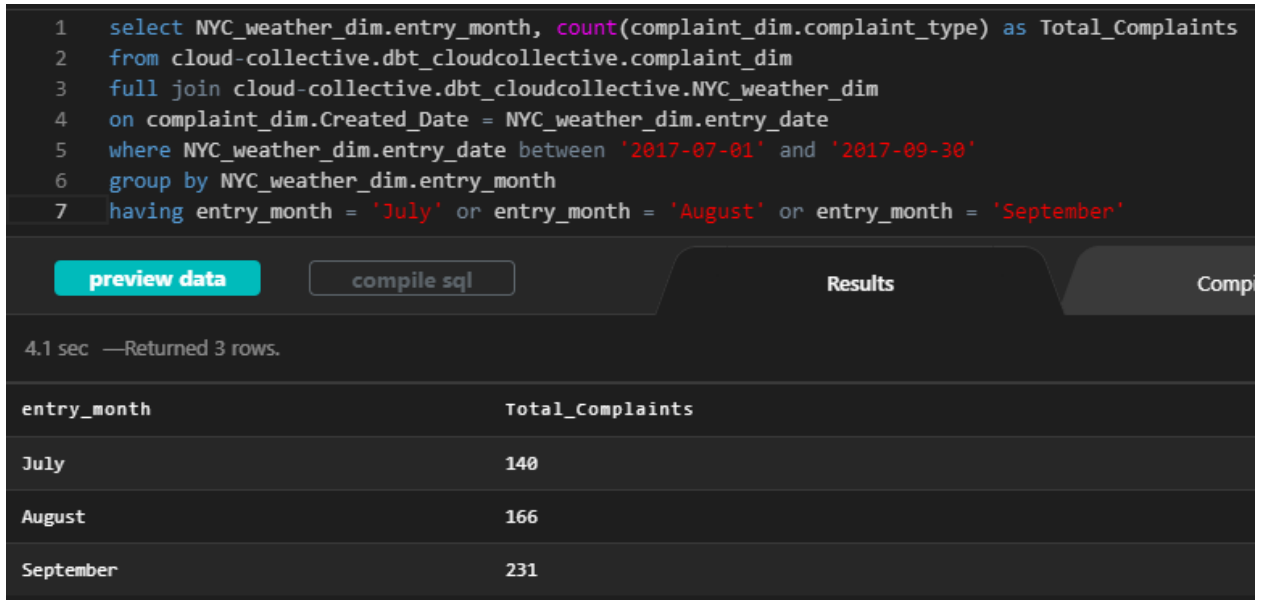 1 select NYC_weather_dim.entry_month, count(complaint_dim.complaint_type) as Total_Complaints
2 from cloud-collective.dbt_cloudcollective.complaint_dim
3 full join cloud-collective.dbt_cloudcollective.NYC_weather_dim
4 on complaint_dim.Created_Date = NYC_weather_dim.entry_date
5 where NYC_weather_dim.entry_date between '2017-07-01' and '2017-09-30'
6 group by NYC_weather_dim.entry_month
7 having entry_month = 'July' or entry_month = 'August' or entry_month = 'September'
preview data compile sql Results Compi
4.1 sec —Returned 3 rows.
entry_month Total_Complaints
July 140
August 166
September 231